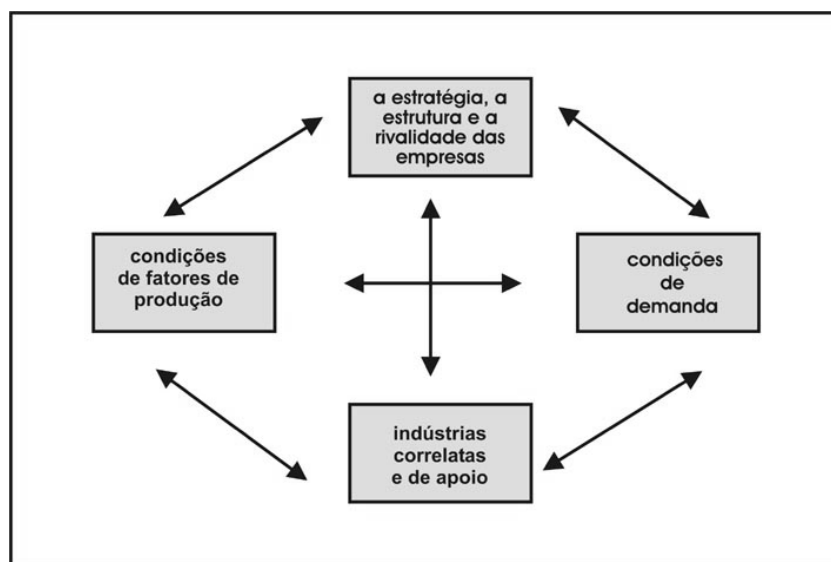 a estratégia, a
estrutura e a
rivalidade das
empresas
condições
de fatores de
produção
condições
de
demanda
indústrias
correlatas
e de apoio